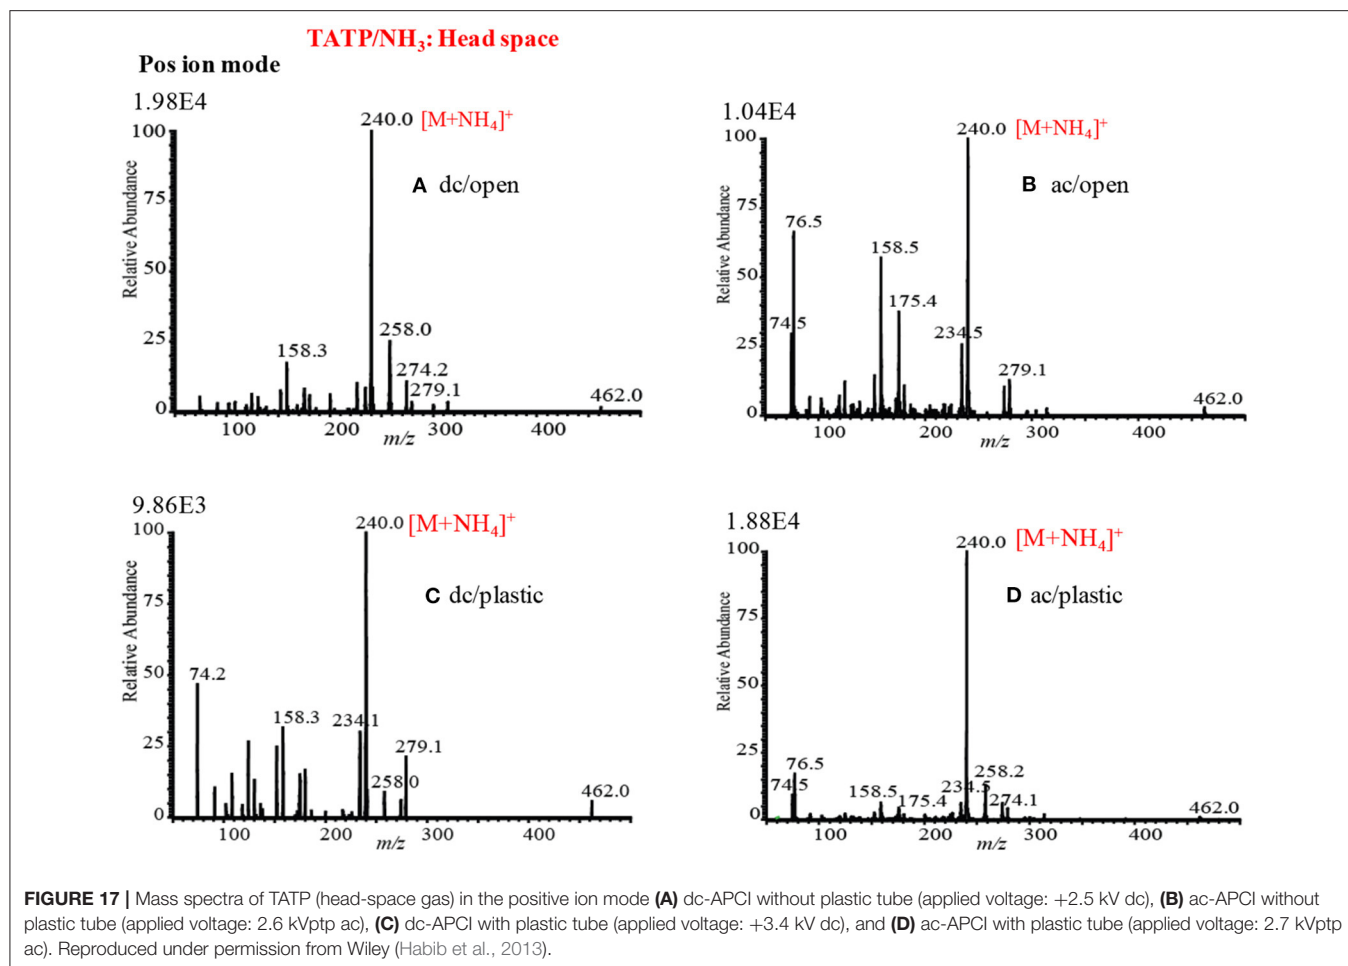 TATP/NH₃: Head space
Pos ion mode
1.98E4
240.0 [M+NH₄]⁺
A dc/open
Relative Abundance
100
75
50
25
0
158.3
258.0
274.2
279.1
462.0
100 200 300 400
m/z
1.04E4
240.0 [M+NH₄]⁺
B ac/open
Relative Abundance
100
75
50
25
0
76.5
74.5
158.5
175.4
234.5
279.1
462.0
100 200 300 400
m/z
9.86E3
240.0 [M+NH₄]⁺
C dc/plastic
Relative Abundance
100
75
50
25
0
74.2
158.3
234.1
279.1
258.0
462.0
100 200 300 400
m/z
1.88E4
240.0 [M+NH₄]⁺
D ac/plastic
Relative Abundance
100
75
50
25
0
76.5
74.5
158.5
175.4
234.5
258.2
274.1
462.0
100 200 300 400
m/z
FIGURE 17 | Mass spectra of TATP (head-space gas) in the positive ion mode (A) dc-APCI without plastic tube (applied voltage: +2.5 kV dc), (B) ac-APCI without
plastic tube (applied voltage: 2.6 kVptp ac), (C) dc-APCI with plastic tube (applied voltage: +3.4 kV dc), and (D) ac-APCI with plastic tube (applied voltage: 2.7 kVptp
ac). Reproduced under permission from Wiley (Habib et al., 2013).